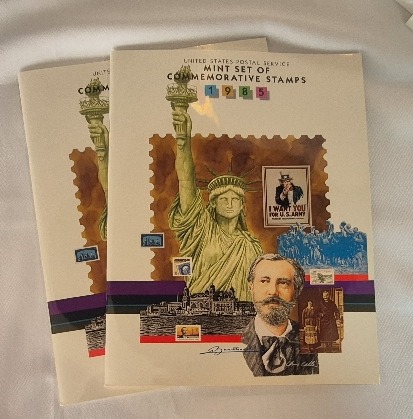 UNITED STATES POSTAL SERVICE
MINT SET OF
COMMEMORATIVE STAMPS
1985
I WANT YOU
FOR U.S. ARMY